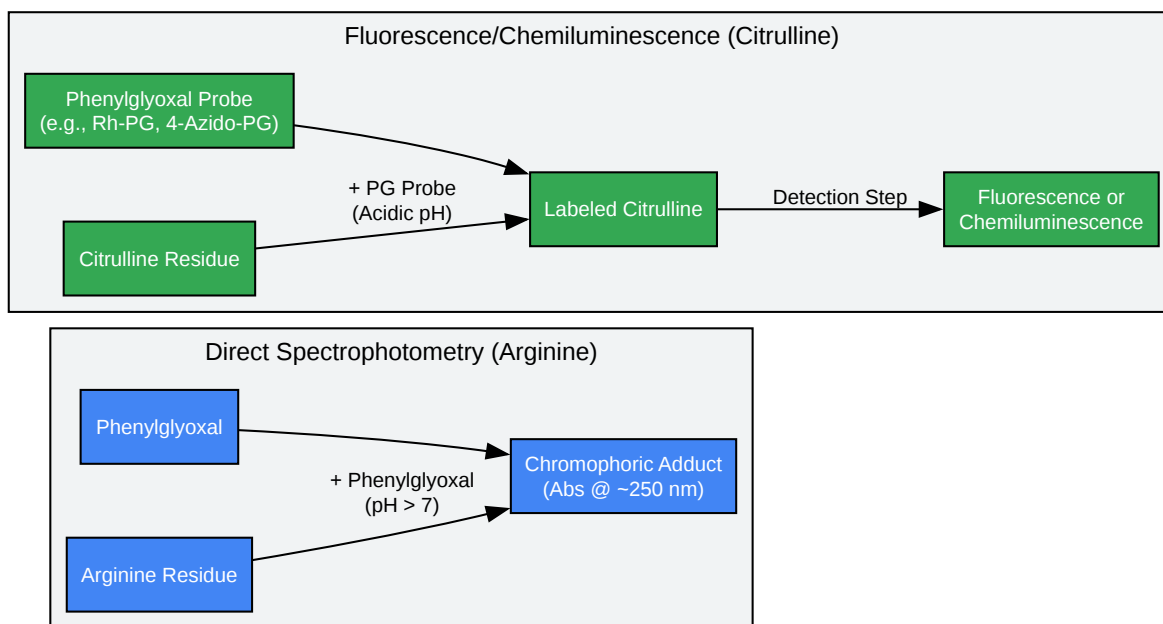 Fluorescence/Chemiluminescence (Citrulline)
Phenylglyoxal Probe
(e.g., Rh-PG, 4-Azido-PG)
+ PG Probe
(Acidic pH)
Citrulline Residue
Labeled Citrulline
Detection Step
Fluorescence or
Chemiluminescence
Direct Spectrophotometry (Arginine)
Phenylglyoxal
+ Phenylglyoxal
(pH > 7)
Arginine Residue
Chromophoric Adduct
(Abs @ ~250 nm)